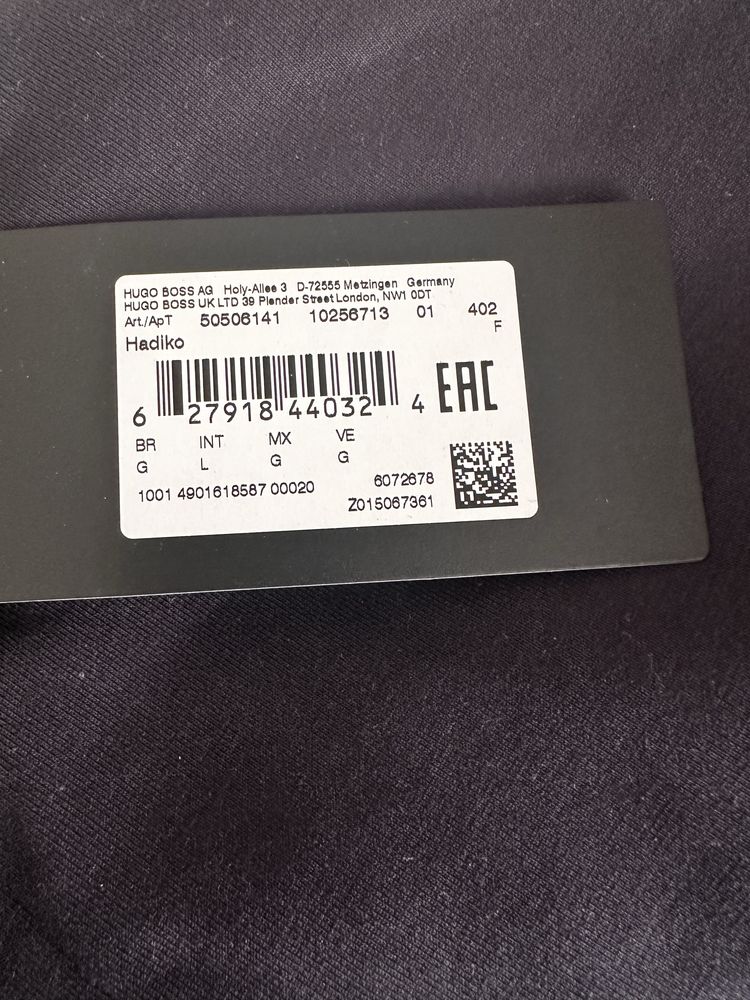 HUGO BOSS AG Holy-Allee 3 D-72555 Metzingen Germany
HUGO BOSS UK LTD 39 Plender Street London, NW1 0DT
Art./АрТ 50506141 10256713 01 402
F
Hadiko
6 27918 44032 4 EAC
BR INT MX VE
G L G G
1001 4901618587 00020 6072678
Z015067361